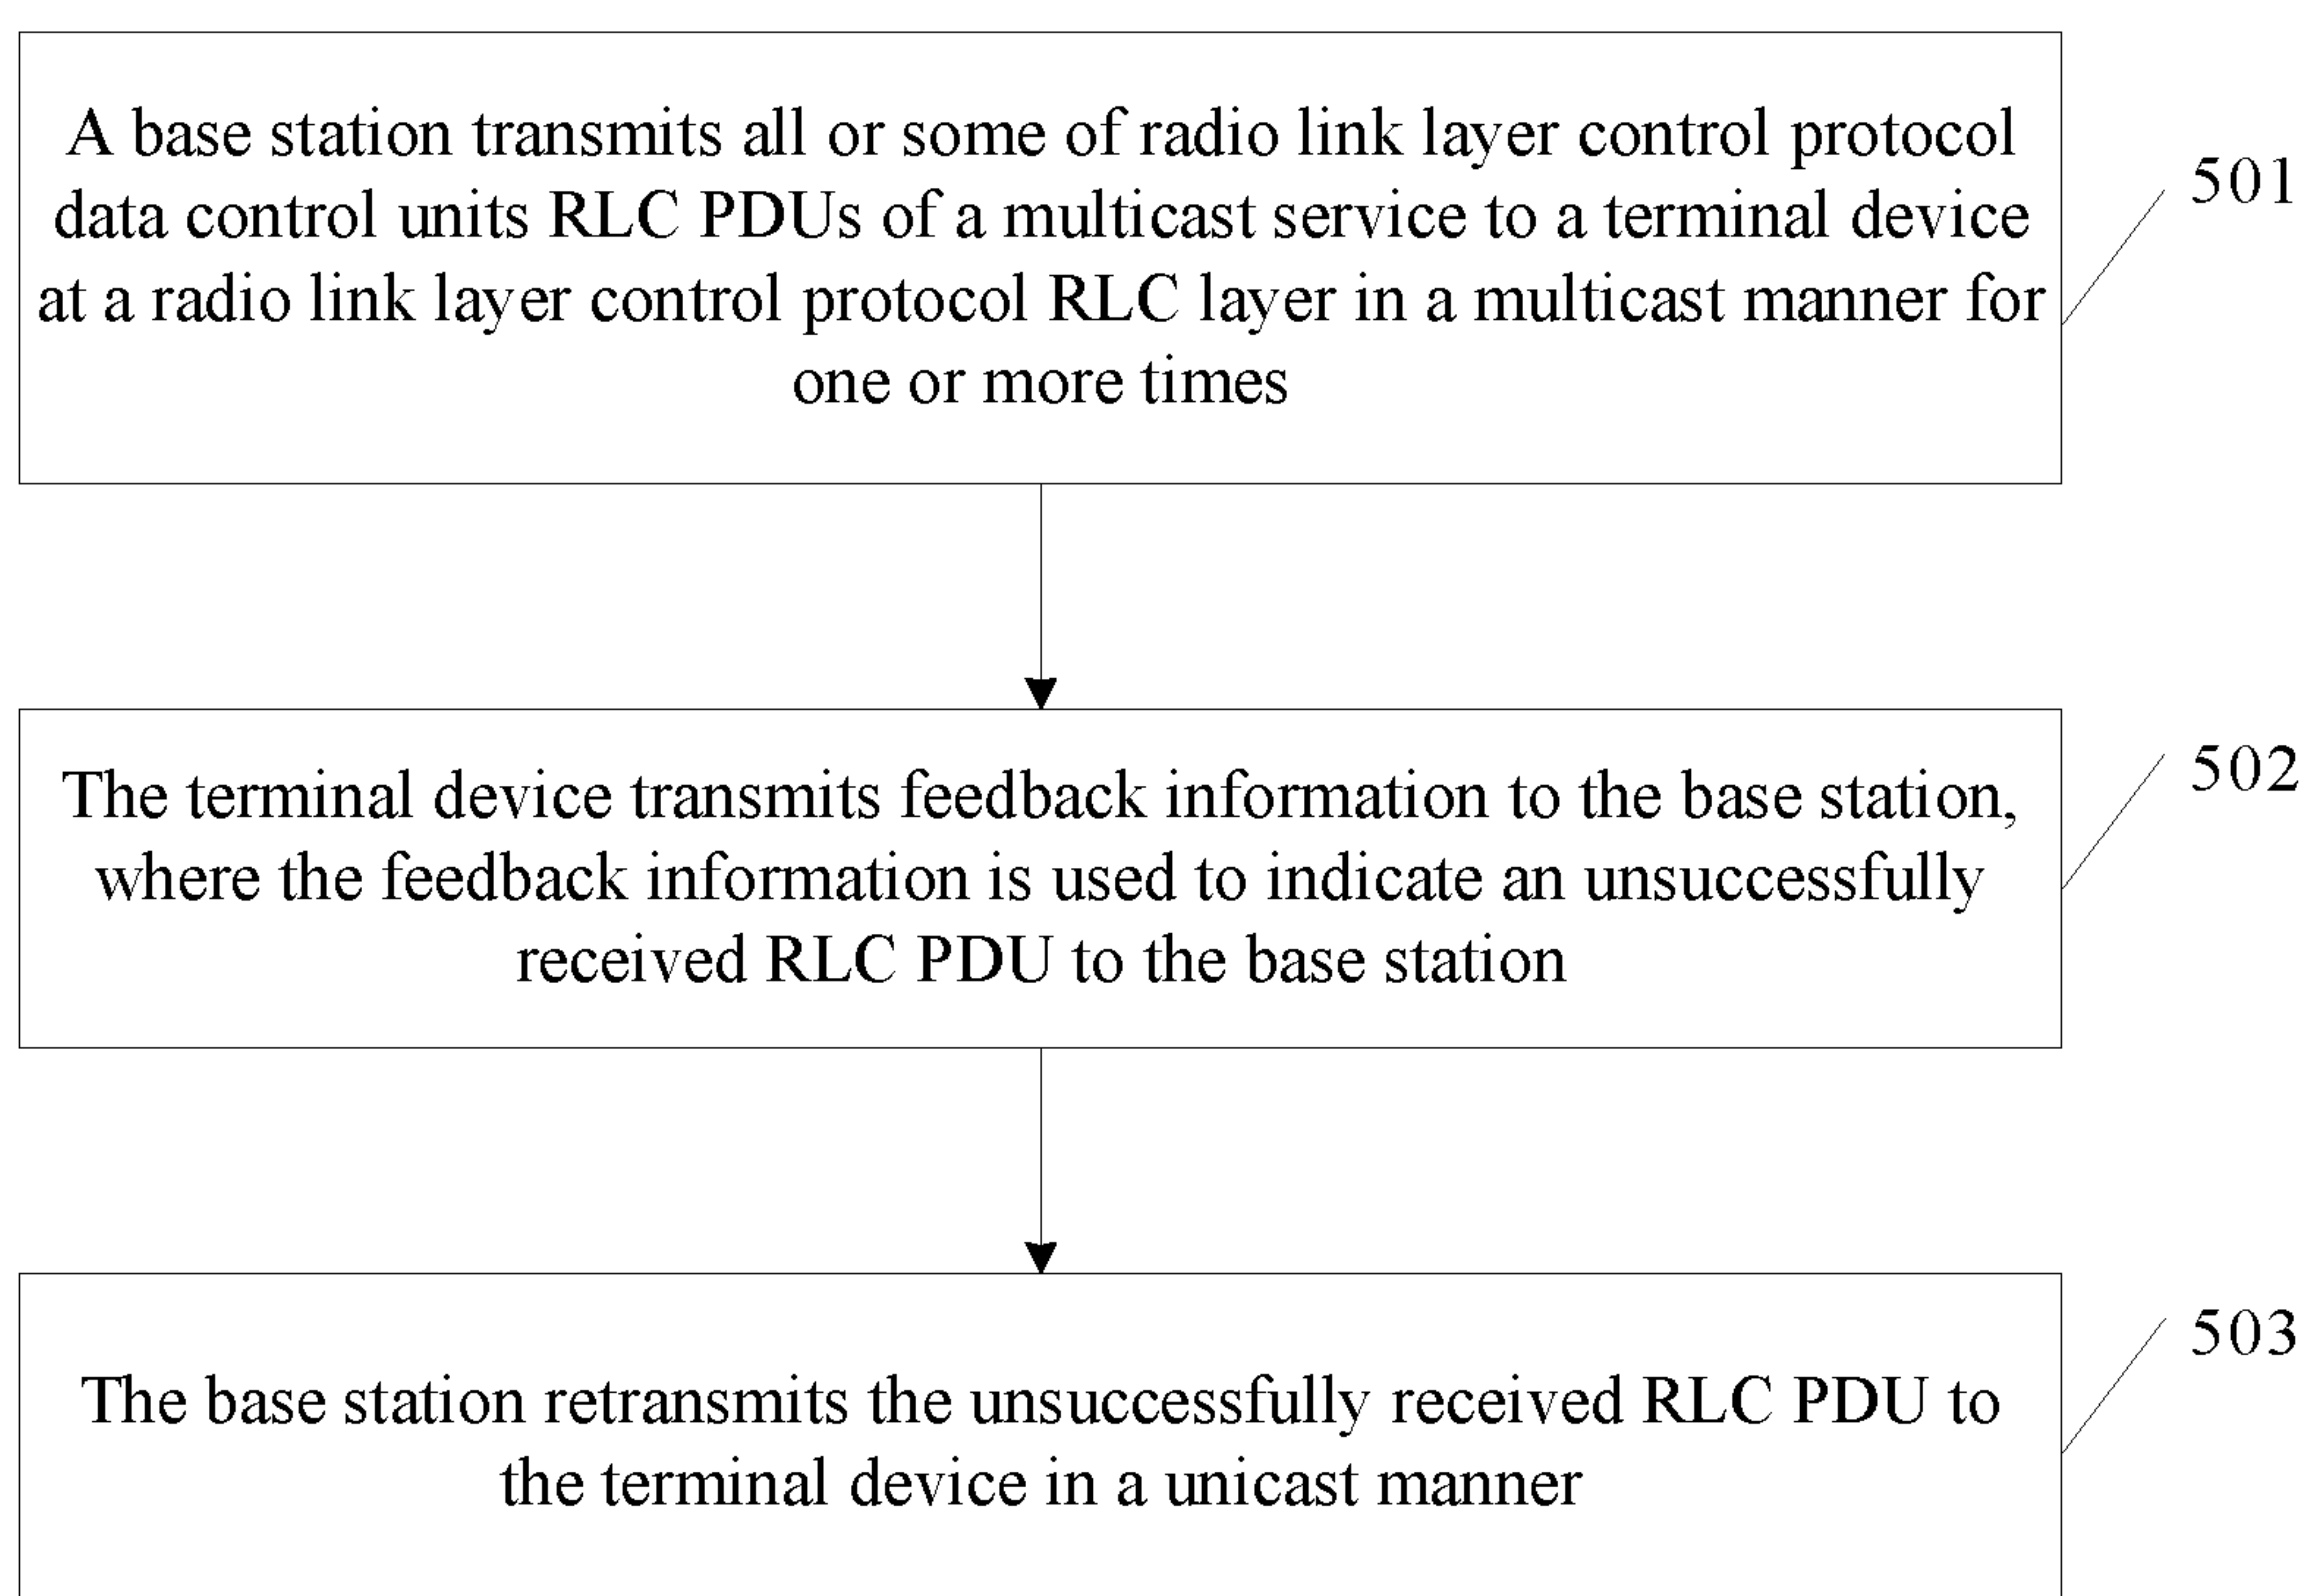 A base station transmits all or some of radio link layer control protocol
data control units RLC PDUs of a multicast service to a terminal device
at a radio link layer control protocol RLC layer in a multicast manner for
one or more times
501
The terminal device transmits feedback information to the base station,
where the feedback information is used to indicate an unsuccessfully
received RLC PDU to the base station
502
The base station retransmits the unsuccessfully received RLC PDU to
the terminal device in a unicast manner
503